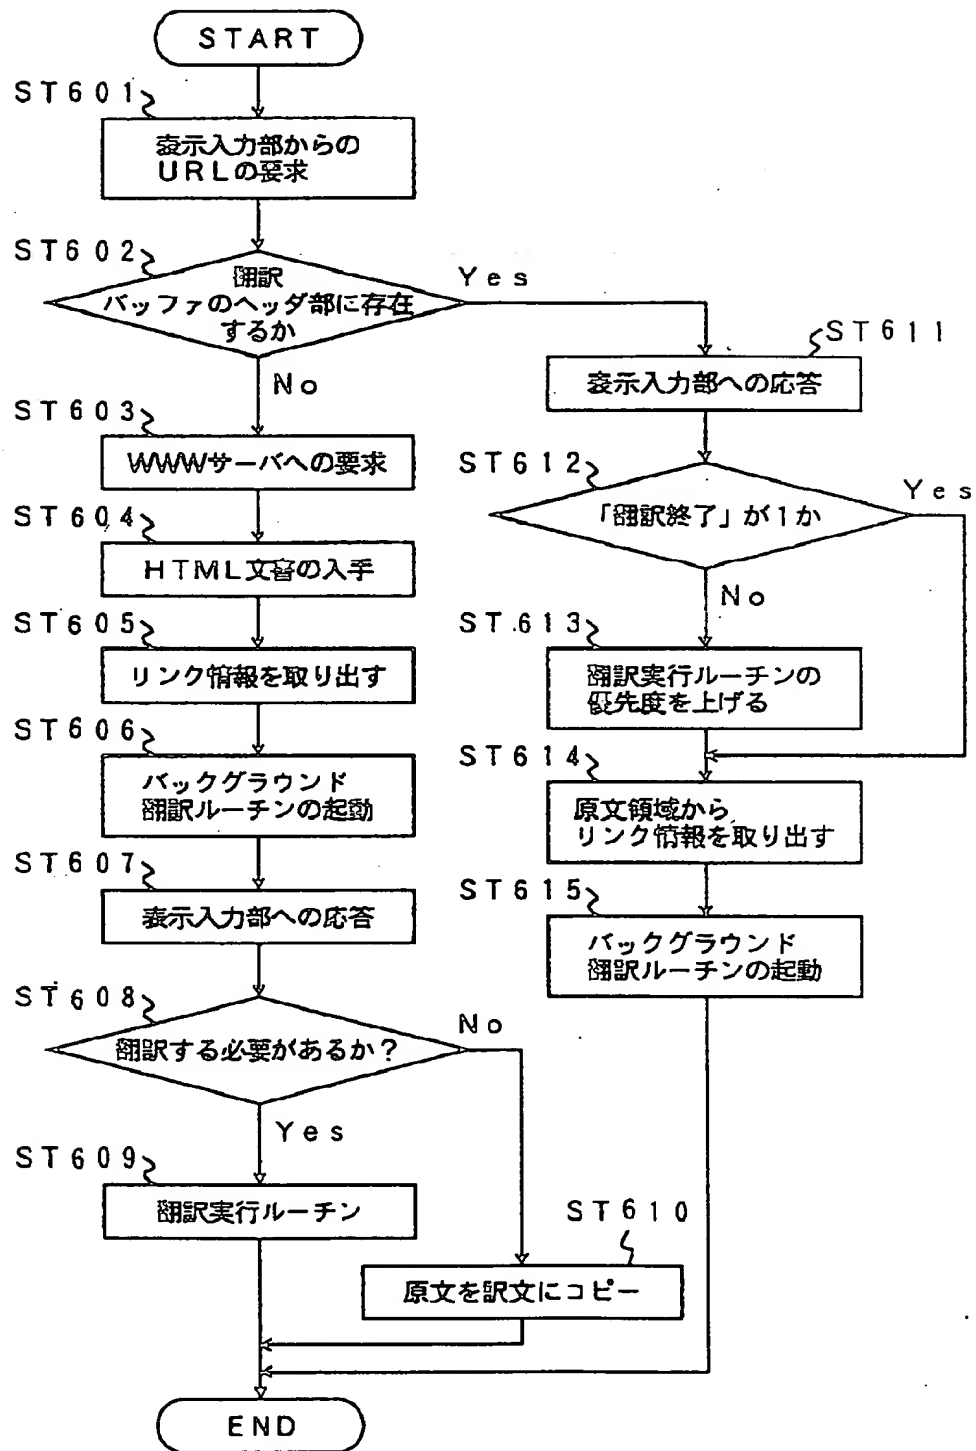 START
ST601
表示入力部からの
URLの要求
ST602
翻訳
バッファのヘッダ部に存在
するか
Yes
No
ST603
WWWサーバへの要求
ST604
HTML文書の入手
ST605
リンク情報を取り出す
ST606
バックグラウンド
翻訳ルーチンの起動
ST607
表示入力部への応答
ST608
翻訳する必要があるか?
No
Yes
ST609
翻訳実行ルーチン
ST610
原文を訳文にコピー
ST611
表示入力部への応答
ST612
「翻訳終了」が1か
Yes
No
ST.613
翻訳実行ルーチンの
優先度を上げる
ST614
原文領域から
リンク情報を取り出す
ST615
バックグラウンド
翻訳ルーチンの起動
END